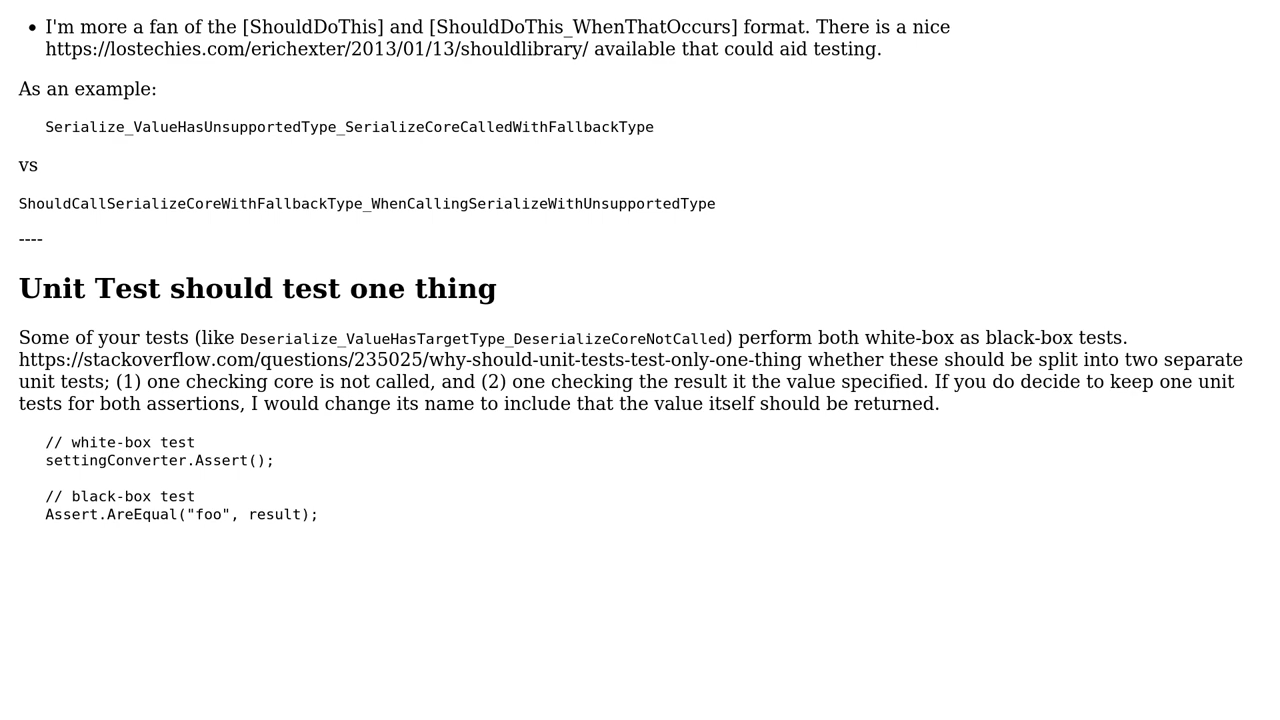 • I'm more a fan of the [ShouldDoThis] and [ShouldDoThis_WhenThatOccurs] format. There is a nice
https://lostechies.com/erichexter/2013/01/13/shouldlibrary/ available that could aid testing.
As an example:
Serialize_ValueHasUnsupportedType_SerializeCoreCalledWithFallbackType
vs
ShouldCallSerializeCoreWithFallbackType_WhenCallingSerializeWithUnsupportedType
----
Unit Test should test one thing
Some of your tests (like Deserialize_ValueHasTargetType_DeserializeCoreNotCalled) perform both white-box as black-box tests.
https://stackoverflow.com/questions/235025/why-should-unit-tests-test-only-one-thing whether these should be split into two separate
unit tests; (1) one checking core is not called, and (2) one checking the result it the value specified. If you do decide to keep one unit
tests for both assertions, I would change its name to include that the value itself should be returned.
// white-box test
settingConverter.Assert();
// black-box test
Assert.AreEqual("foo", result);